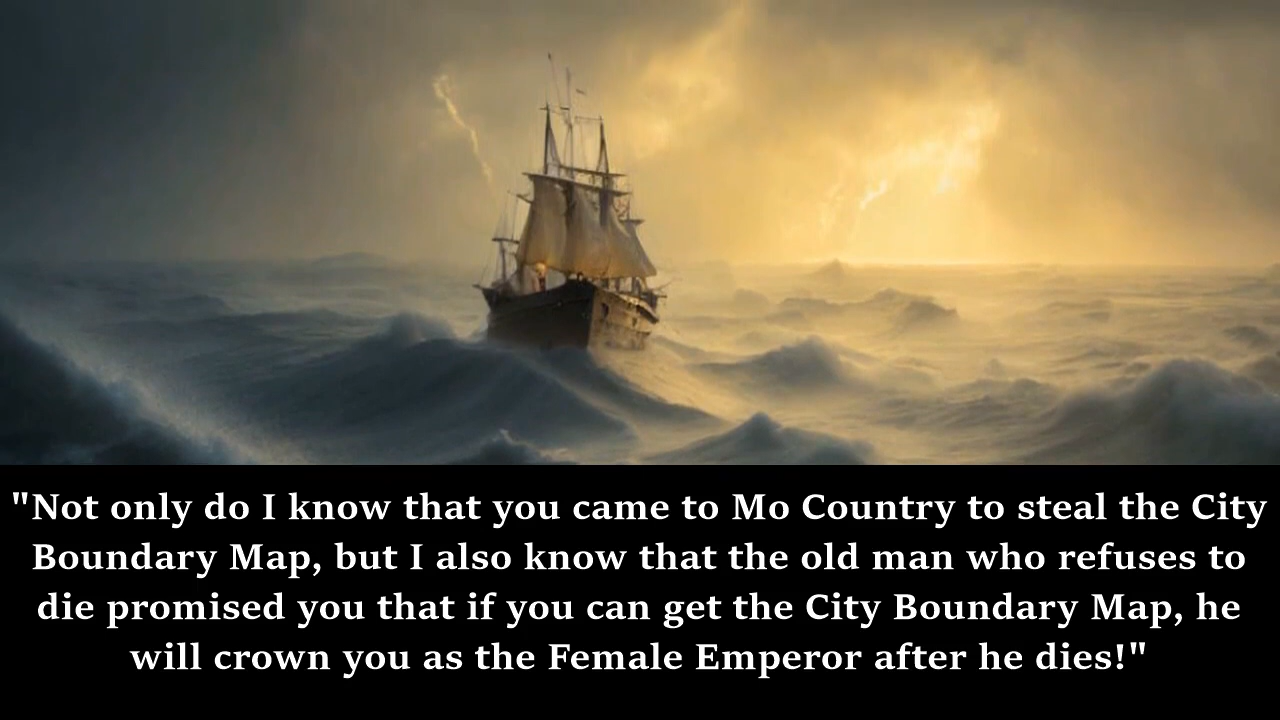 "Not only do I know that you came to Mo Country to steal the City
Boundary Map, but I also know that the old man who refuses to
die promised you that if you can get the City Boundary Map, he
will crown you as the Female Emperor after he dies!"